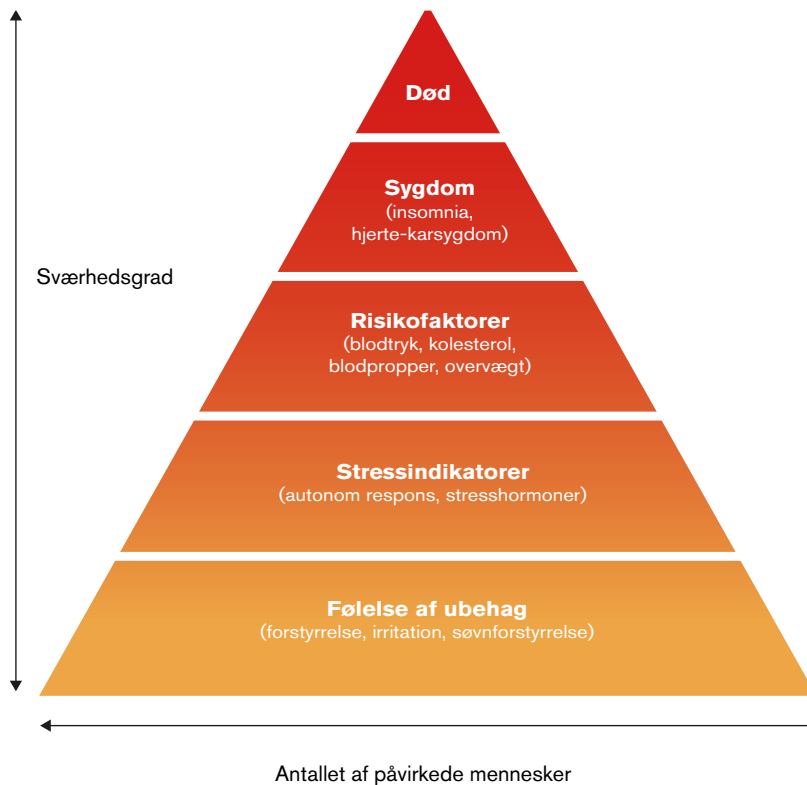 Død
Sygdom
(insomnia,
hjerte-karsygdom)
Sværhedsgrad
Risikofaktorer
(blodtryk, kolesterol,
blodpropper, overvægt)
Stressindikatorer
(autonom respons, stresshormoner)
Følelse af ubehag
(forstyrrelse, irritation, søvnforstyrrelse)
Antallet af påvirkede mennesker